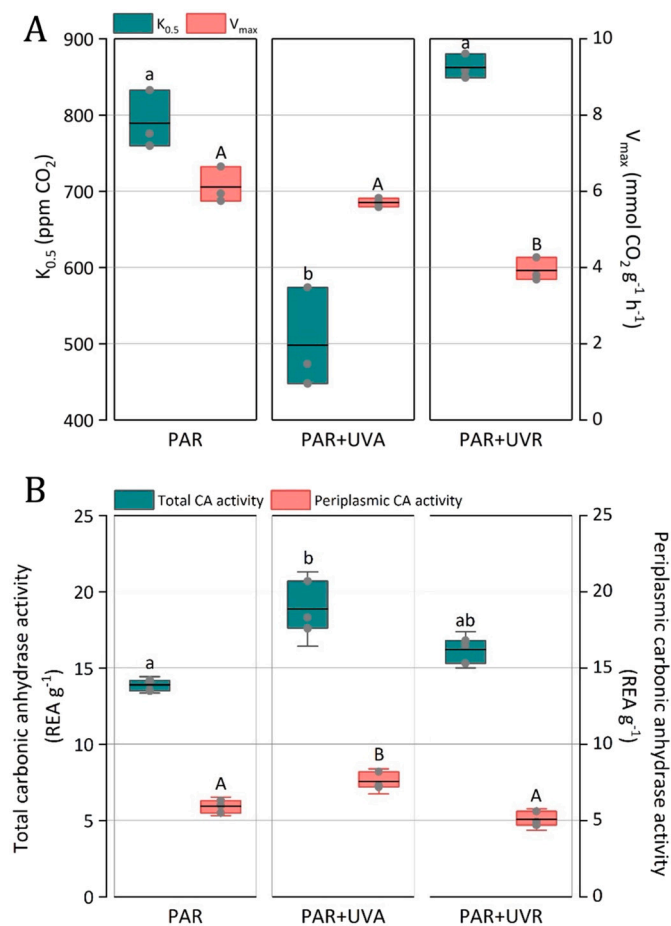 A
K0.5 Vmax
900
800
700
600
500
400
K0.5 (ppm CO2)
a
A
b
A
a
B
10
8
6
4
2
0
Vmax (mmol CO2 g-1 h-1)
PAR PAR+UVA PAR+UVR
B
Total CA activity Periplasmic CA activity
25
20
15
10
5
0
Total carbonic anhydrase activity
(REA g-1)
a
A
b
B
ab
A
25
20
15
10
5
0
Periplasmic carbonic anhydrase activity
(REA g-1)
PAR PAR+UVA PAR+UVR